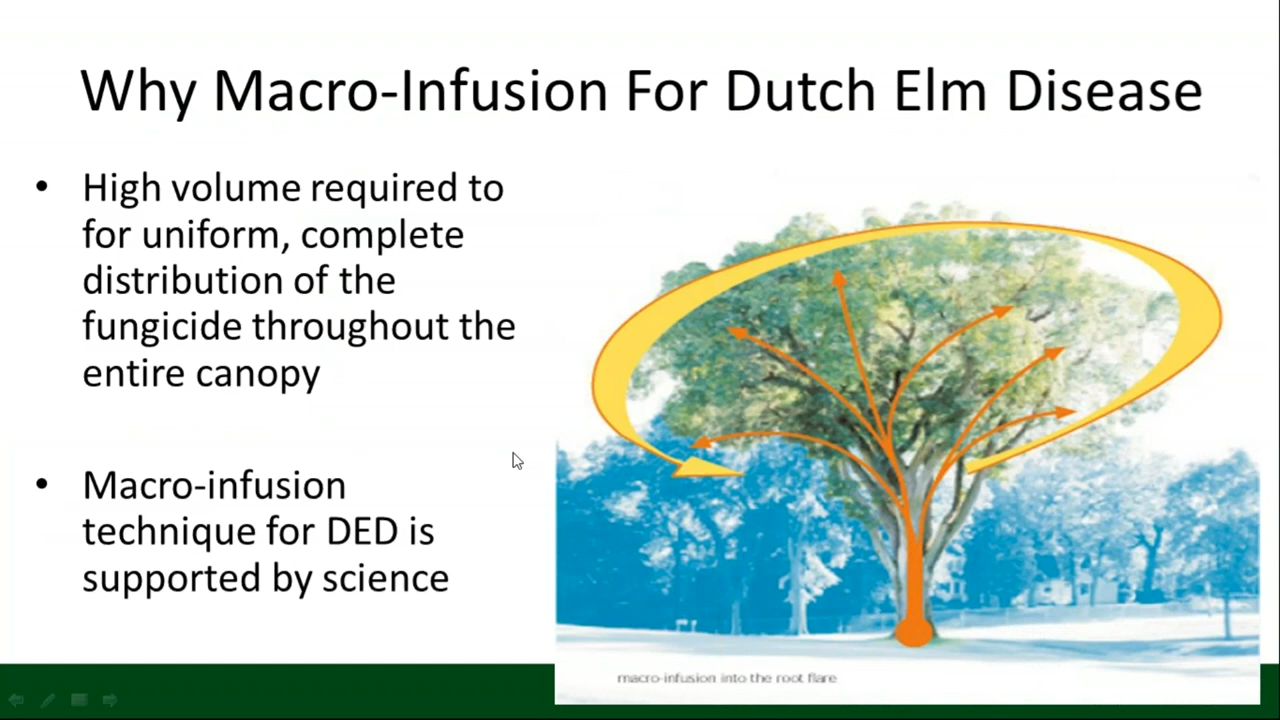 Why Macro-Infusion For Dutch Elm Disease
• High volume required to
for uniform, complete
distribution of the
fungicide throughout the
entire canopy
• Macro-infusion
technique for DED is
supported by science
macro-infusion into the root flare